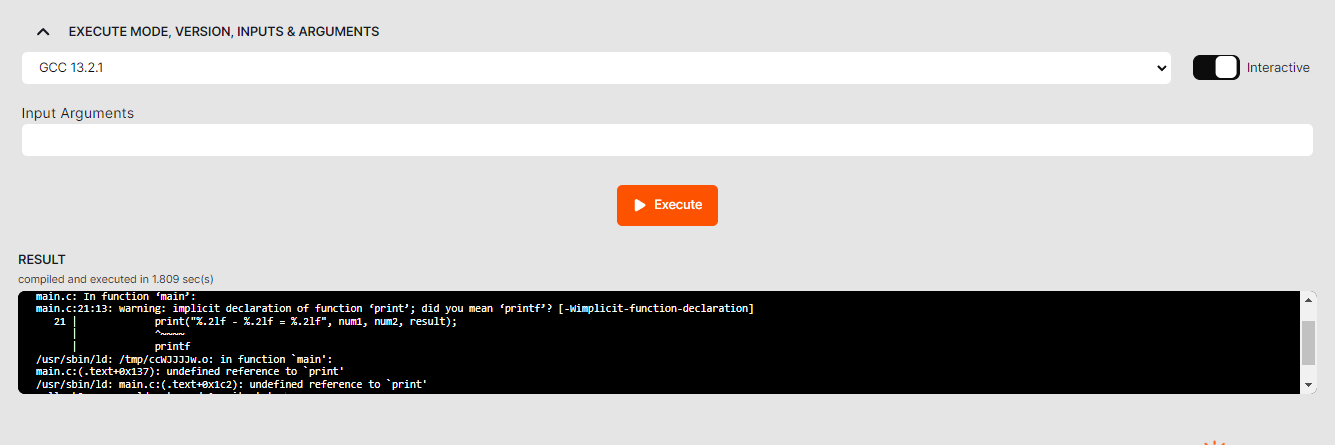 EXECUTE MODE, VERSION, INPUTS & ARGUMENTS
GCC 13.2.1
Interactive
Input Arguments
Execute
RESULT
compiled and executed in 1.809 sec(s)
main.c: In function ‘main’:
main.c:21:13: warning: implicit declaration of function ‘print’; did you mean ‘printf’? [-Wimplicit-function-declaration]
21 |             print("%.2lf - %.2lf = %.2lf", num1, num2, result);
|             ^~~~~
|             printf
/usr/sbin/ld: /tmp/ccWJJJJw.o: in function `main':
main.c:(.text+0x137): undefined reference to `print'
/usr/sbin/ld: main.c:(.text+0x1c2): undefined reference to `print'